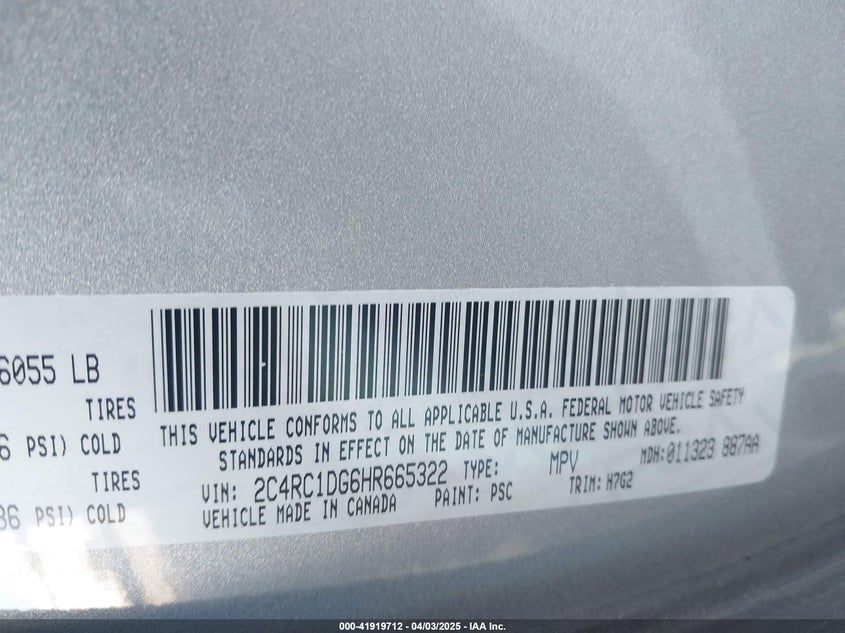 6055 LB
TIRES
6 PSI) COLD
TIRES
36 PSI) COLD
THIS VEHICLE CONFORMS TO ALL APPLICABLE U.S.A. FEDERAL MOTOR VEHICLE SAFETY
STANDARDS IN EFFECT ON THE DATE OF MANUFACTURE SHOWN ABOVE.
MDH: 011323 887AA
VIN: 2C4RC1DG6HR665322 TYPE: MPV
VEHICLE MADE IN CANADA PAINT: PSC TRIM: H7G2
000-41919712 - 04/03/2025 - IAA Inc.